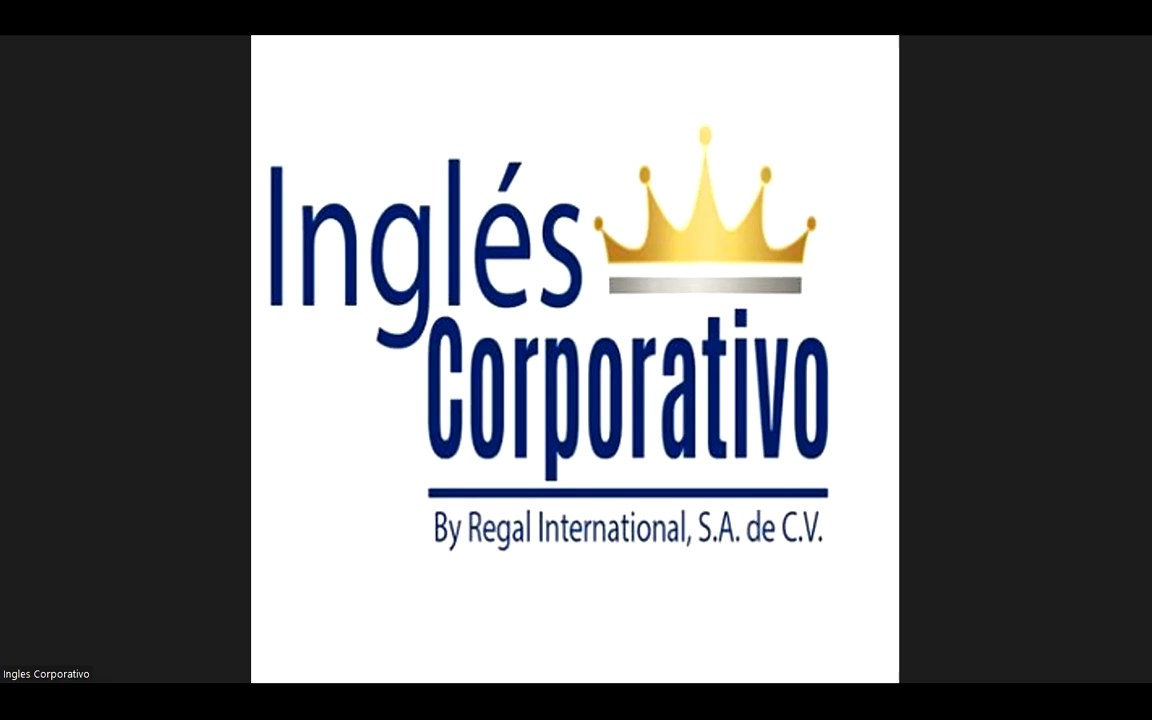 Inglés
Corporativo
By Regal International, S.A. de C.V.
Ingles Corporativo